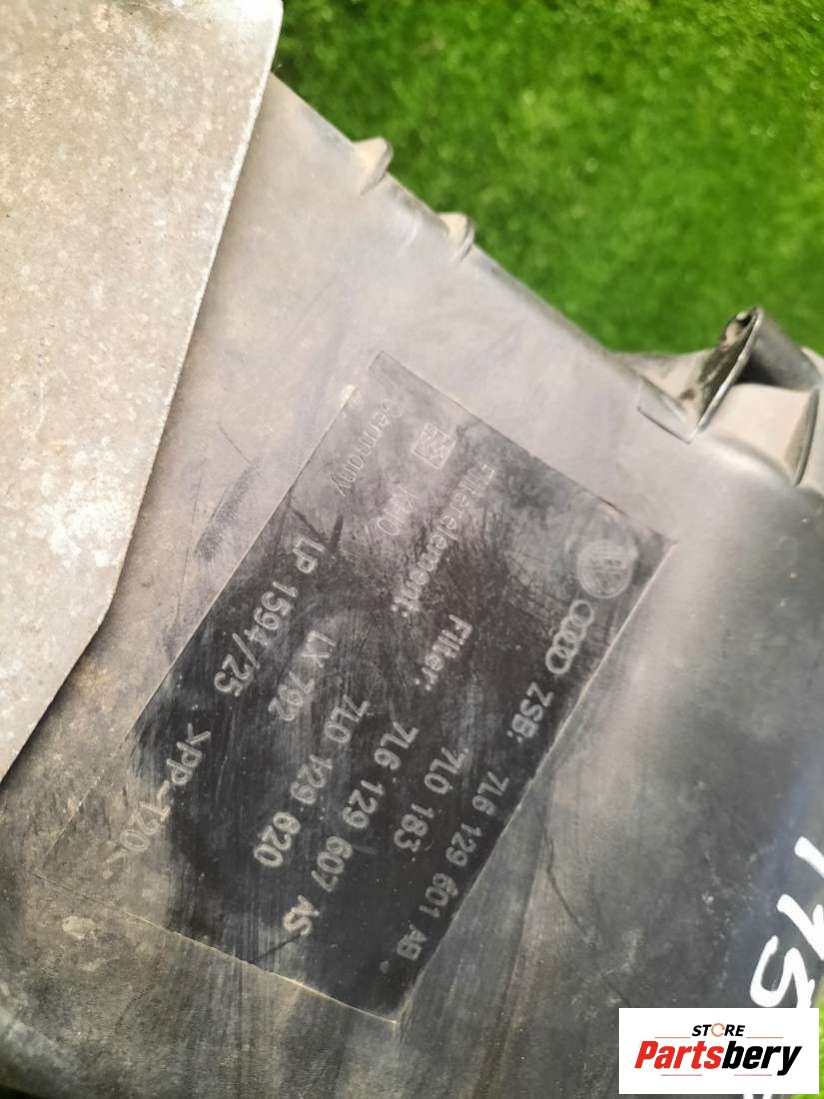 ZSB: 7L6 129 601 AB
7L0 183
Filter: 7L6 129 607 AS
Filterelement: 7L0 129 620
LX 792
LP 1594/25 >PP-T20<
Germany
STORE
Partsbery